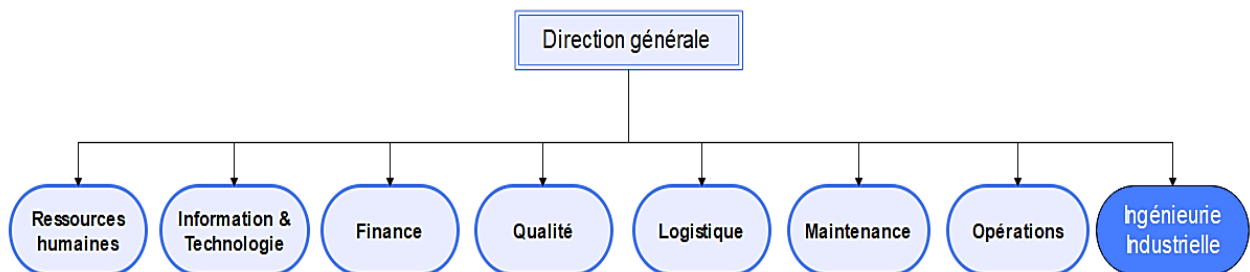 Direction générale
Ressources
humaines
Information &
Technologie
Finance
Qualité
Logistique
Maintenance
Opérations
Ingénieurie
Industrielle